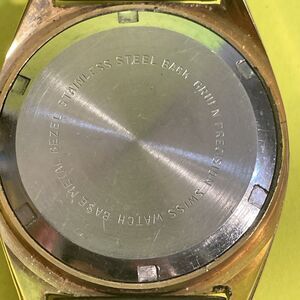 STAINLESS STEEL BACK GRUEN PRECISION SWISS WATCH BASE METAL BEZEL